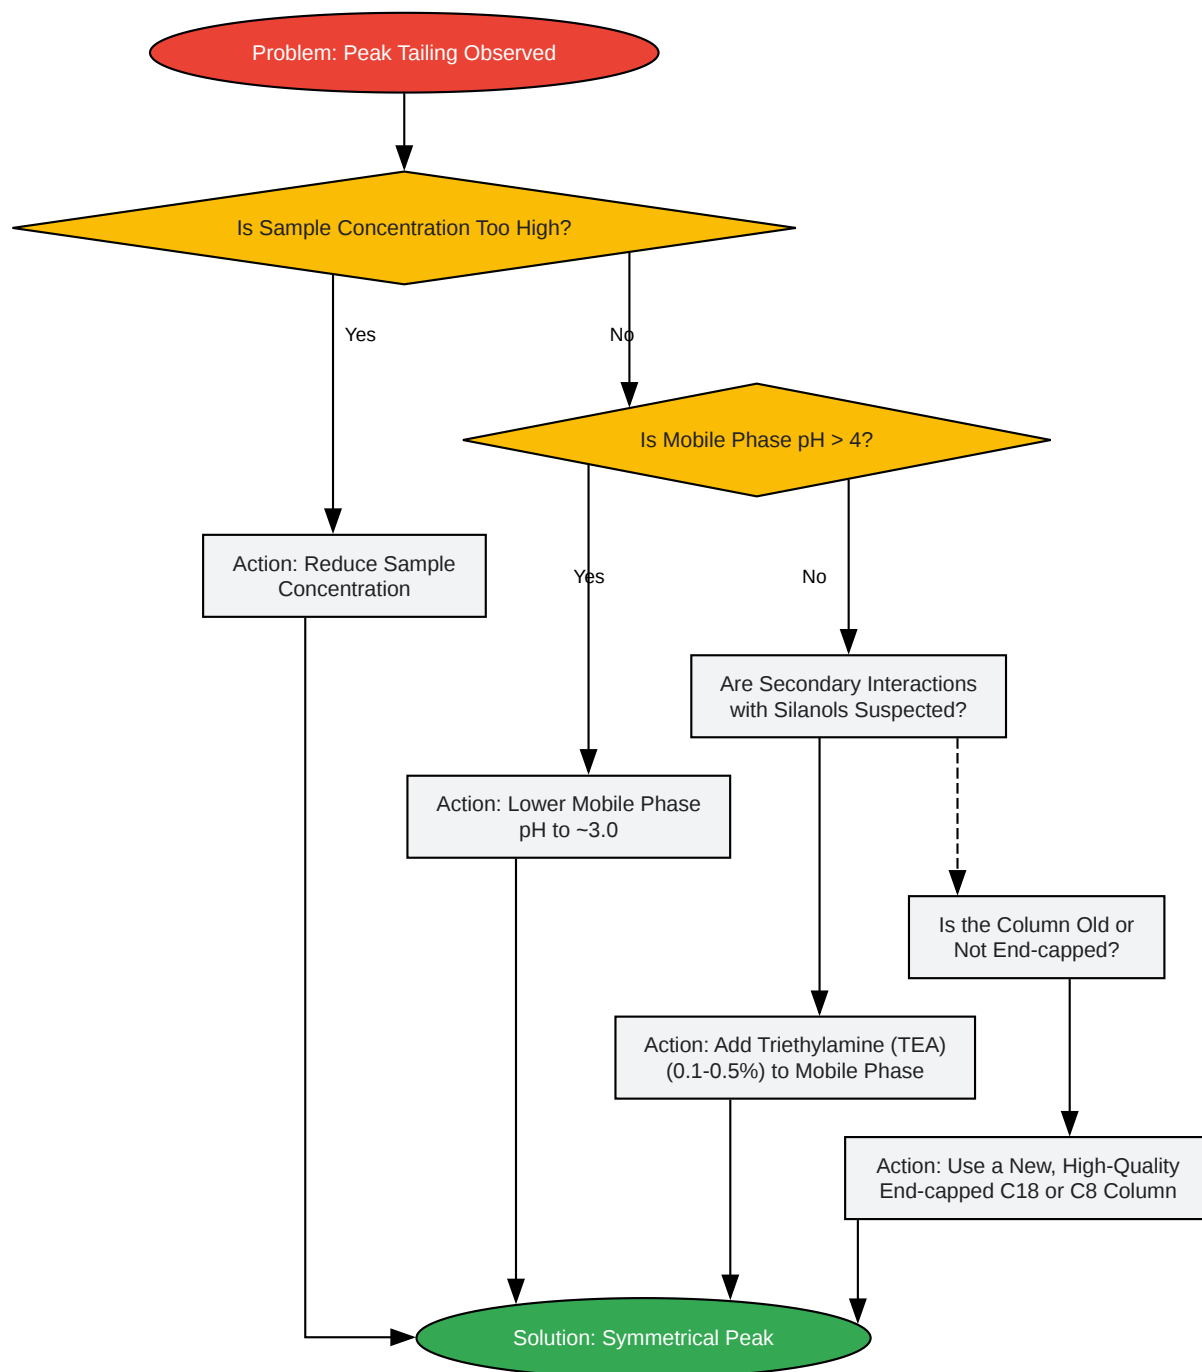 Problem: Peak Tailing Observed
Is Sample Concentration Too High?
Yes
No
Is Mobile Phase pH > 4?
Action: Reduce Sample
Concentration
Yes
No
Are Secondary Interactions
with Silanols Suspected?
Action: Lower Mobile Phase
pH to ~3.0
Is the Column Old or
Not End-capped?
Action: Add Triethylamine (TEA)
(0.1-0.5%) to Mobile Phase
Action: Use a New, High-Quality
End-capped C18 or C8 Column
Solution: Symmetrical Peak